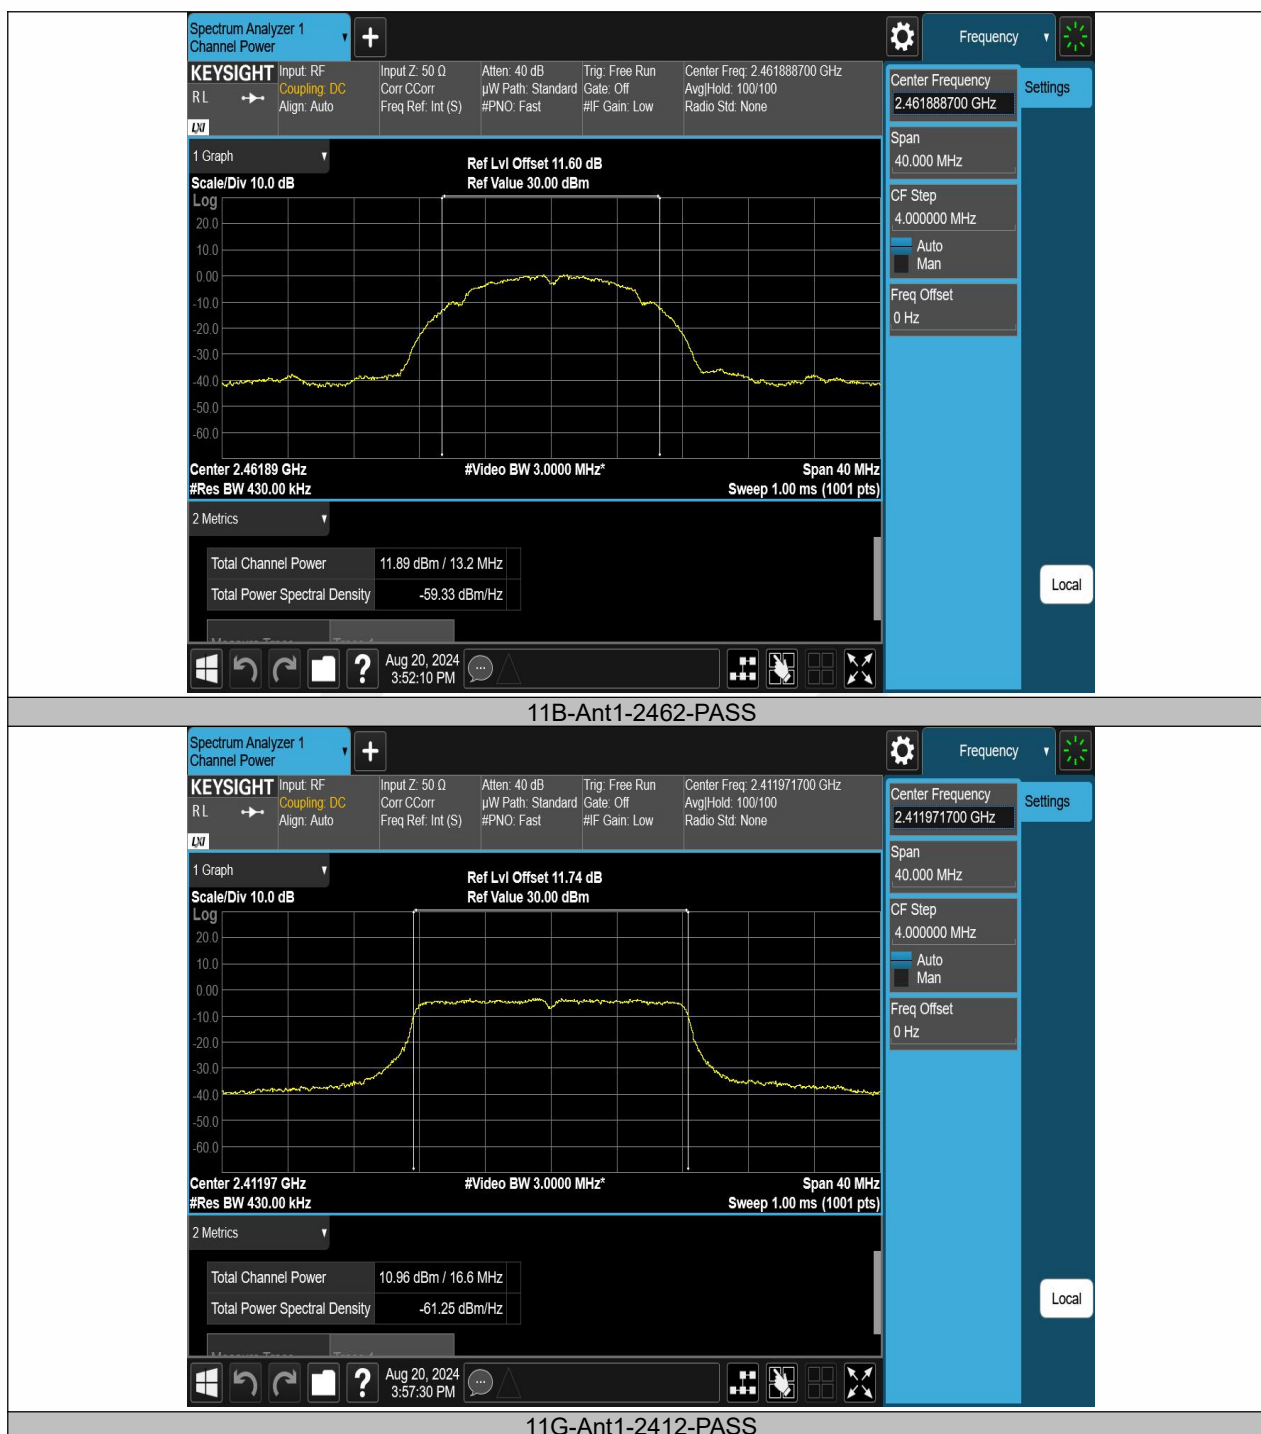 Spectrum Analyzer 1
Channel Power
Frequency
KEYSIGHT
R L
LXI
Input: RF
Coupling: DC
Align: Auto
Input Z: 50 Ω
Corr CCorr
Freq Ref: Int (S)
Atten: 40 dB
µW Path: Standard
#PNO: Fast
Trig: Free Run
Gate: Off
#IF Gain: Low
Center Freq: 2.461888700 GHz
Avg|Hold: 100/100
Radio Std: None
Center Frequency
2.461888700 GHz
Settings
Span
40.000 MHz
CF Step
4.000000 MHz
Auto
Man
Freq Offset
0 Hz
1 Graph
Scale/Div 10.0 dB
Ref Lvl Offset 11.60 dB
Ref Value 30.00 dBm
Log
20.0
10.0
0.00
-10.0
-20.0
-30.0
-40.0
-50.0
-60.0
Center 2.46189 GHz
#Video BW 3.0000 MHz*
Span 40 MHz
#Res BW 430.00 kHz
Sweep 1.00 ms (1001 pts)
2 Metrics
Total Channel Power 11.89 dBm / 13.2 MHz
Total Power Spectral Density -59.33 dBm/Hz
Local
?
Aug 20, 2024
3:52:10 PM
11B-Ant1-2462-PASS
Spectrum Analyzer 1
Channel Power
Frequency
KEYSIGHT
R L
LXI
Input: RF
Coupling: DC
Align: Auto
Input Z: 50 Ω
Corr CCorr
Freq Ref: Int (S)
Atten: 40 dB
µW Path: Standard
#PNO: Fast
Trig: Free Run
Gate: Off
#IF Gain: Low
Center Freq: 2.411971700 GHz
Avg|Hold: 100/100
Radio Std: None
Center Frequency
2.411971700 GHz
Settings
Span
40.000 MHz
CF Step
4.000000 MHz
Auto
Man
Freq Offset
0 Hz
1 Graph
Scale/Div 10.0 dB
Ref Lvl Offset 11.74 dB
Ref Value 30.00 dBm
Log
20.0
10.0
0.00
-10.0
-20.0
-30.0
-40.0
-50.0
-60.0
Center 2.41197 GHz
#Video BW 3.0000 MHz*
Span 40 MHz
#Res BW 430.00 kHz
Sweep 1.00 ms (1001 pts)
2 Metrics
Total Channel Power 10.96 dBm / 16.6 MHz
Total Power Spectral Density -61.25 dBm/Hz
Local
?
Aug 20, 2024
3:57:30 PM
11G-Ant1-2412-PASS